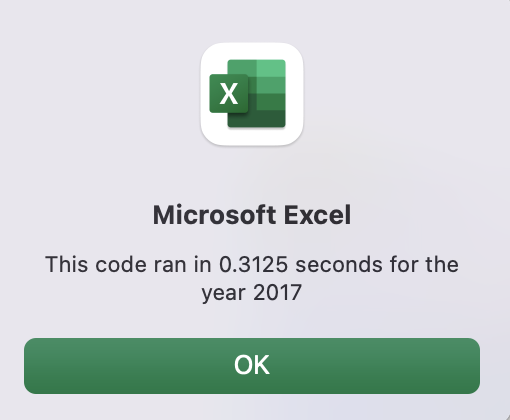 X
Microsoft Excel
This code ran in 0.3125 seconds for the
year 2017
OK